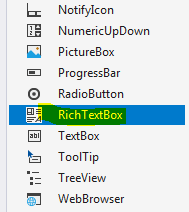 NotifyIcon
NumericUpDown
PictureBox
ProgressBar
RadioButton
RichTextBox
TextBox
ToolTip
TreeView
WebBrowser